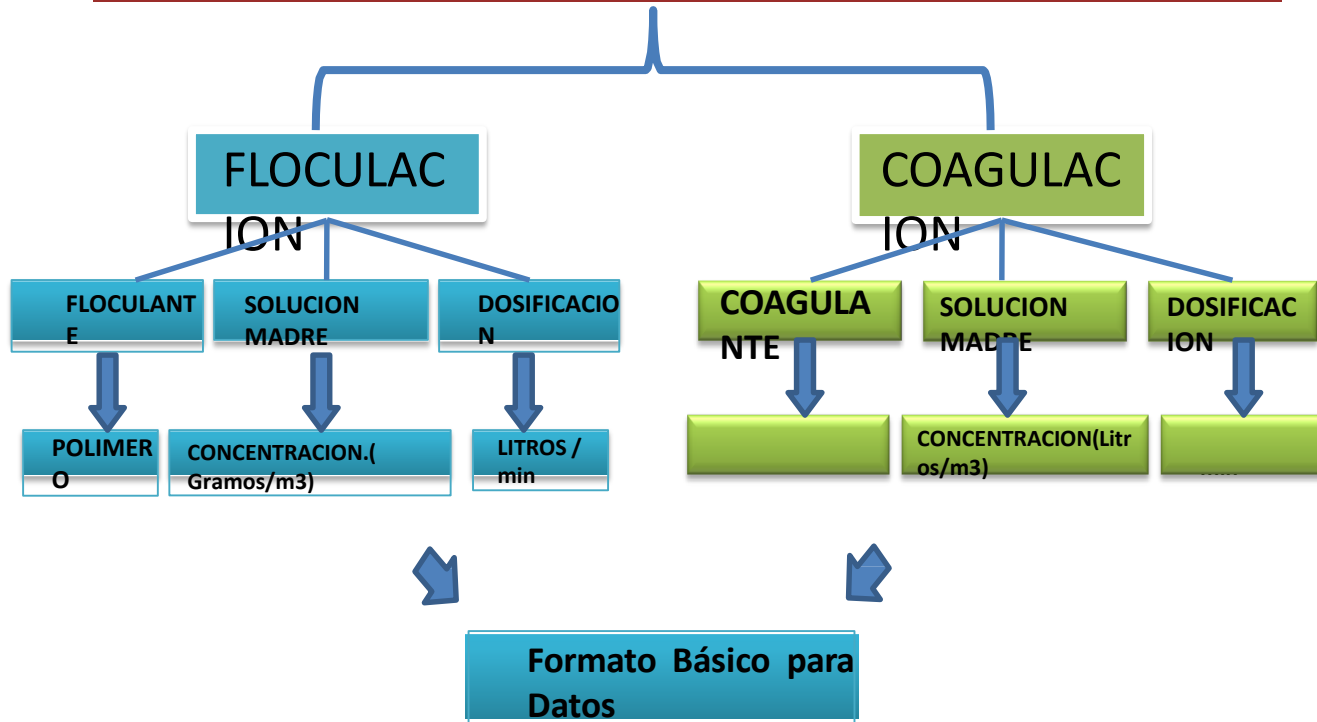 FLOCULAC
ION
COAGULAC
ION
FLOCULANT
E
SOLUCION
MADRE
DOSIFICACIO
N
COAGULA
NTE
SOLUCION
MADRE
DOSIFICAC
ION
POLIMER
O
CONCENTRACION.(
Gramos/m3)
LITROS /
min
CONCENTRACION(Litr
os/m3)
Formato Básico para
Datos